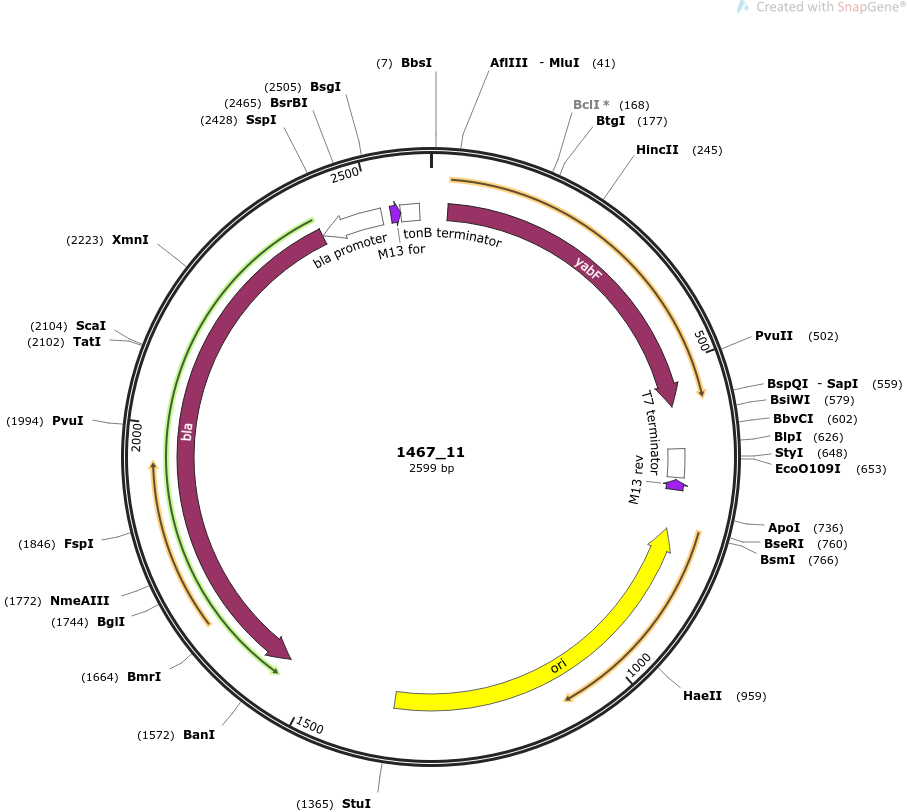 Created with SnapGene®
(7) BbsI
AflIII - MluI (41)
(2505) BsgI
(2465) BsrBI
(2428) SspI
BclI * (168)
BtgI (177)
HincII (245)
2500
bla promoter
M13 for
tonB terminator
yabF
(2223) XmnI
(2104) ScaI
(2102) TatI
PvuII (502)
500
BspQI - SapI (559)
BsiWI (579)
BbvCI (602)
BlpI (626)
StyI (648)
EcoO109I (653)
T7 terminator
M13 rev
(1994) PvuI
2000
bla
1467_11
2599 bp
ApoI (736)
BseRI (760)
BsmI (766)
(1846) FspI
(1772) NmeAIII
(1744) BglI
(1664) BmrI
ori
1000
HaeII (959)
(1572) BanI
1500
(1365) StuI